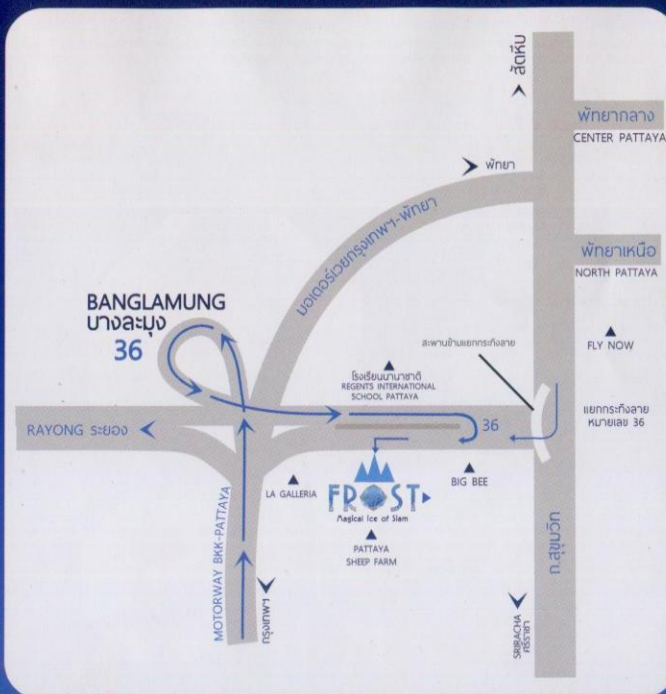 สัตหีบ
พัทยากลาง
CENTER PATTAYA
พัทยา
มอเตอร์เวยกรุงเทพฯ-พัทยา
พัทยาเหนือ
NORTH PATTAYA
BANGLAMUNG
บางละมุง
36
สะพานข้ามแยกกระทิงลาย
FLY NOW
โรงเรียนนานาชาติ
REGENTS INTERNATIONAL
SCHOOL PATTAYA
แยกกระทิงลาย
หมายเลข 36
36
RAYONG ระยอง
LA GALLERIA
FROST
Magical Ice of Siam
BIG BEE
PATTAYA
SHEEP FARM
MOTORWAY BKK-PATTAYA
กรุงเทพฯ
ถ.สุขุมวิท
SRIRACHA
ศรีราชา